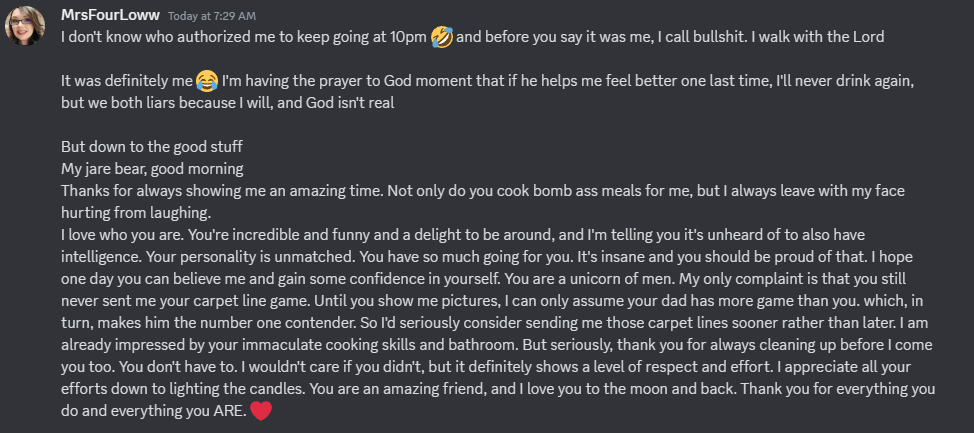 MrsFourLoww Today at 7:29 AM
I don't know who authorized me to keep going at 10pm 🤣 and before you say it was me, I call bullshit. I walk with the Lord
It was definitely me 😂 I'm having the prayer to God moment that if he helps me feel better one last time, I'll never drink again,
but we both liars because I will, and God isn't real
But down to the good stuff
My jare bear, good morning
Thanks for always showing me an amazing time. Not only do you cook bomb ass meals for me, but I always leave with my face
hurting from laughing.
I love who you are. You're incredible and funny and a delight to be around, and I'm telling you it's unheard of to also have
intelligence. Your personality is unmatched. You have so much going for you. It's insane and you should be proud of that. I hope
one day you can believe me and gain some confidence in yourself. You are a unicorn of men. My only complaint is that you still
never sent me your carpet line game. Until you show me pictures, I can only assume your dad has more game than you. which, in
turn, makes him the number one contender. So I'd seriously consider sending me those carpet lines sooner rather than later. I am
already impressed by your immaculate cooking skills and bathroom. But seriously, thank you for always cleaning up before I come
you too. You don't have to. I wouldn't care if you didn't, but it definitely shows a level of respect and effort. I appreciate all your
efforts down to lighting the candles. You are an amazing friend, and I love you to the moon and back. Thank you for everything you
do and everything you ARE. ❤️